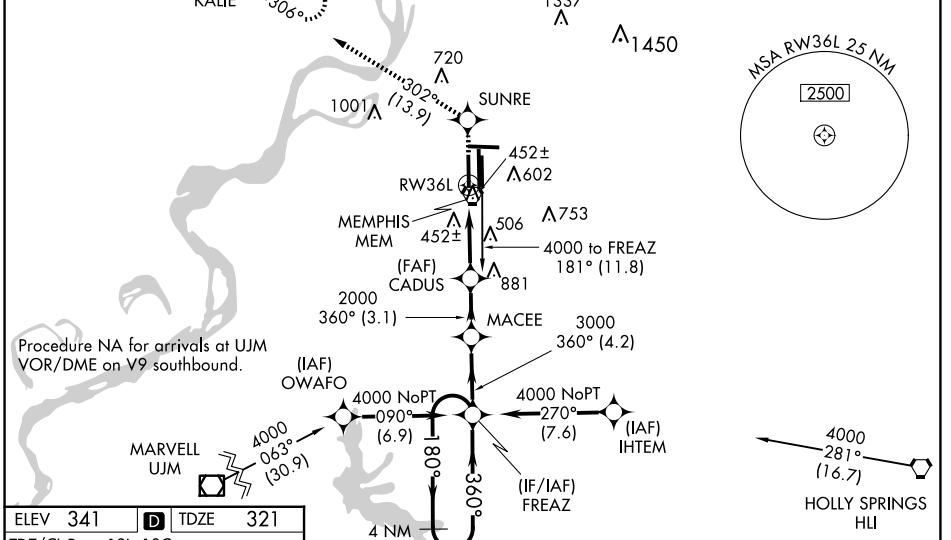 306°
1450
MSA RW36L 25 NM
2500
720
302°
(13.9)
1001
SUNRE
452±
602
RW36L
MEMPHIS
MEM
452±
506
753
4000 to FREAZ
181° (11.8)
(FAF)
CADUS
881
2000
360° (3.1)
MACEE
3000
360° (4.2)
Procedure NA for arrivals at UJM
VOR/DME on V9 southbound.
(IAF)
OWAFO
4000 NoPT
090°
(6.9)
4000 NoPT
270°
(7.6)
(IAF)
IHTEM
MARVELL
UJM
4000
063°
(30.9)
180°
360°
(IF/IAF)
FREAZ
4000
281°
(16.7)
HOLLY SPRINGS
HLI
4 NM
ELEV 341 D TDZE 321